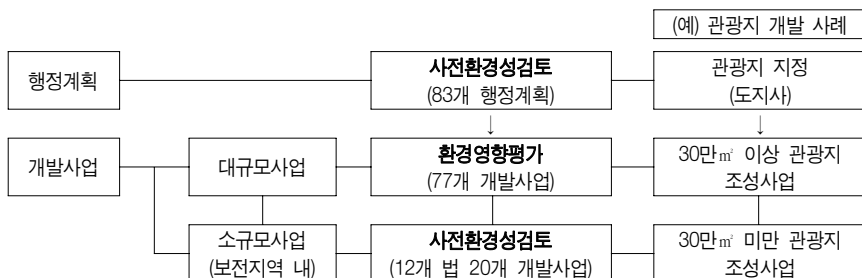 (예) 관광지 개발 사례
행정계획
사전환경성검토
(83개 행정계획)
관광지 지정
(도지사)
↓
↓
개발사업
대규모사업
환경영향평가
(77개 개발사업)
30만㎡ 이상 관광지
조성사업
소규모사업
(보전지역 내)
사전환경성검토
(12개 법 20개 개발사업)
30만㎡ 미만 관광지
조성사업